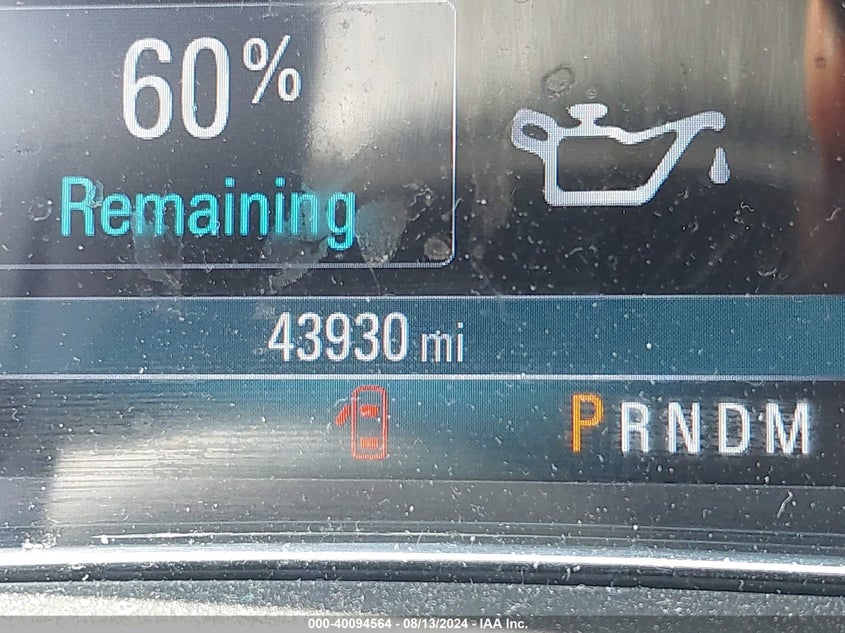 60%
Remaining
43930 mi
PRNDM
000-40094564 - 08/13/2024 - IAA Inc.